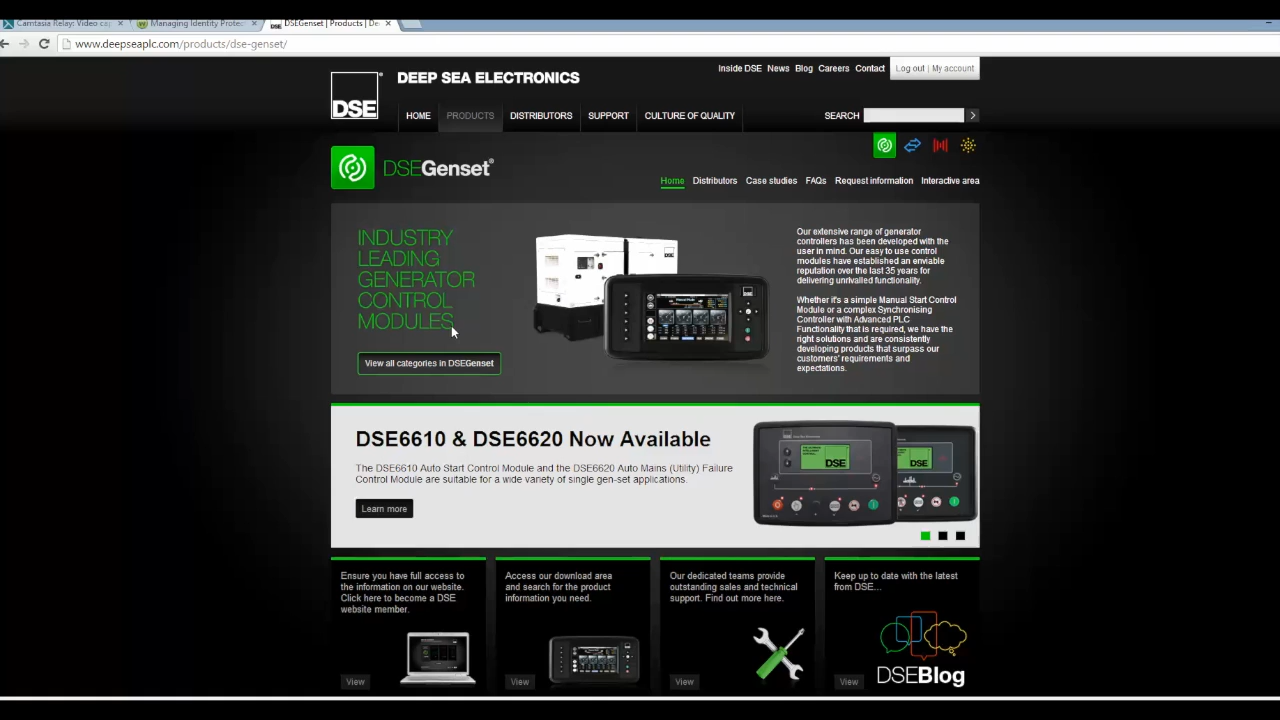 Camtasia Relay: Video ca
Managing Identity Prote
DSEGenset | Products | De
www.deepseaplc.com/products/dse-genset/
Inside DSE News Blog Careers Contact Log out | My account
DSE
DEEP SEA ELECTRONICS
HOME PRODUCTS DISTRIBUTORS SUPPORT CULTURE OF QUALITY SEARCH
DSEGenset®
Home Distributors Case studies FAQs Request information Interactive area
INDUSTRY
LEADING
GENERATOR
CONTROL
MODULES
View all categories in DSEGenset
Our extensive range of generator
controllers has been developed with the
user in mind. Our easy to use control
modules have established an enviable
reputation over the last 35 years for
delivering unrivalled functionality.
Whether it's a simple Manual Start Control
Module or a complex Synchronising
Controller with Advanced PLC
Functionality that is required, we have the
right solutions and are consistently
developing products that surpass our
customers' requirements and
expectations.
DSE6610 & DSE6620 Now Available
The DSE6610 Auto Start Control Module and the DSE6620 Auto Mains (Utility) Failure
Control Module are suitable for a wide variety of single gen-set applications.
Learn more
DSE
DSE
Ensure you have full access to
the information on our website.
Click here to become a DSE
website member.
View
Access our download area
and search for the product
information you need.
View
Our dedicated teams provide
outstanding sales and technical
support. Find out more here.
View
Keep up to date with the latest
from DSE...
DSEBlog
View